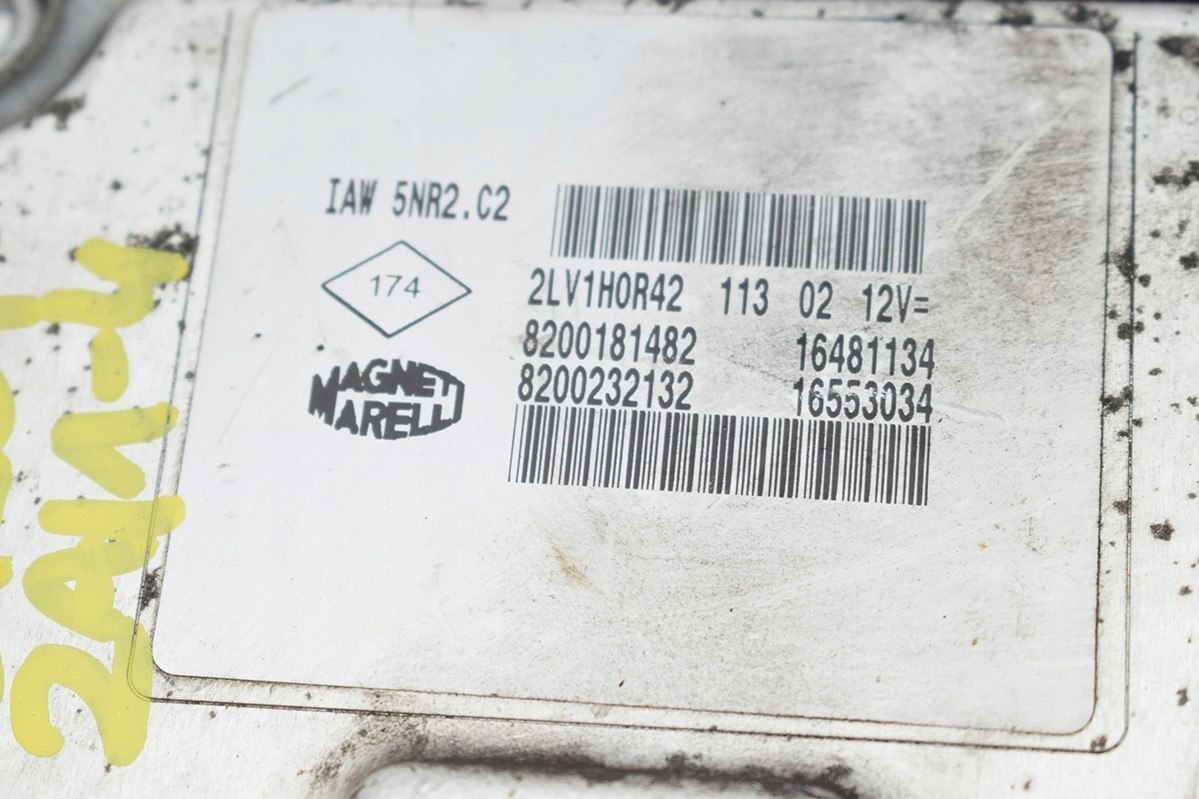 IAW 5NR2.C2
174
MAGNETI
MARELLI
2LV1H0R42 113 02 12V=
8200181482 16481134
8200232132 16553034